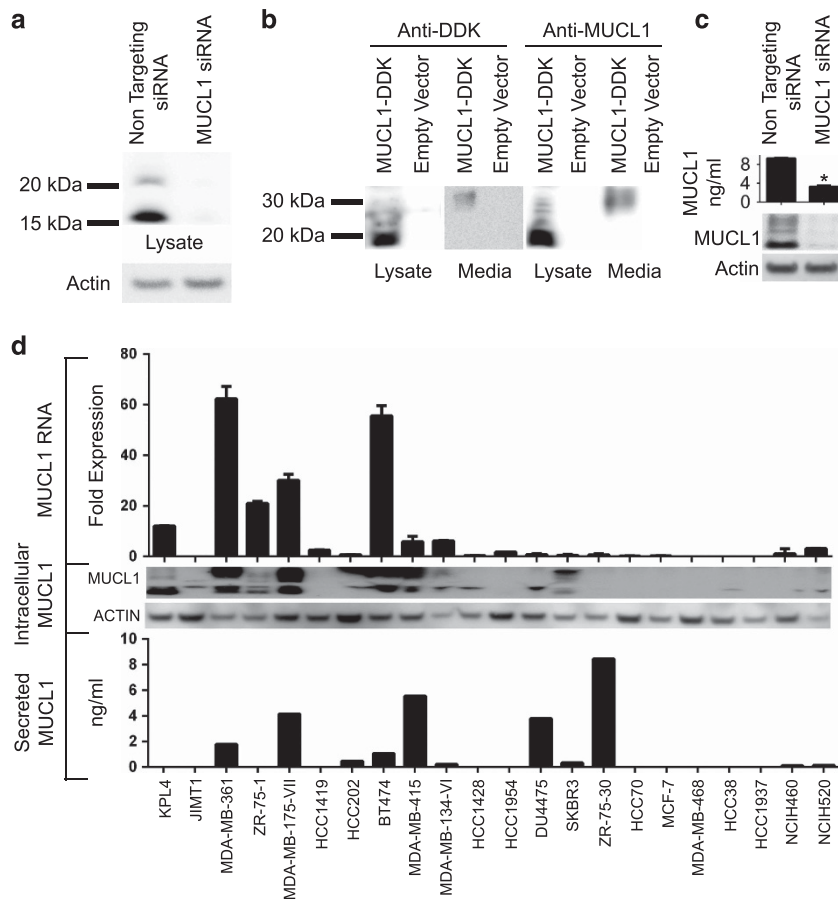 a
Non Targeting
siRNA
MUCL1 siRNA
20 kDa
15 kDa
Lysate
Actin
b
Anti-DDK
Anti-MUCL1
MUCL1-DDK
Empty Vector
MUCL1-DDK
Empty Vector
MUCL1-DDK
Empty Vector
MUCL1-DDK
Empty Vector
30 kDa
20 kDa
Lysate
Media
Lysate
Media
c
Non Targeting
siRNA
MUCL1 siRNA
MUCL1
ng/ml
8
4
0
*
MUCL1
Actin
d
MUCL1 RNA
Fold Expression
80
60
40
20
0
Intracellular
MUCL1
MUCL1
ACTIN
Secreted
MUCL1
ng/ml
10
8
6
4
2
0
KPL4
JIMT1
MDA-MB-361
ZR-75-1
MDA-MB-175-VII
HCC1419
HCC202
BT474
MDA-MB-415
MDA-MB-134-VI
HCC1428
HCC1954
DU4475
SKBR3
ZR-75-30
HCC70
MCF-7
MDA-MB-468
HCC38
HCC1937
NCIH460
NCIH520